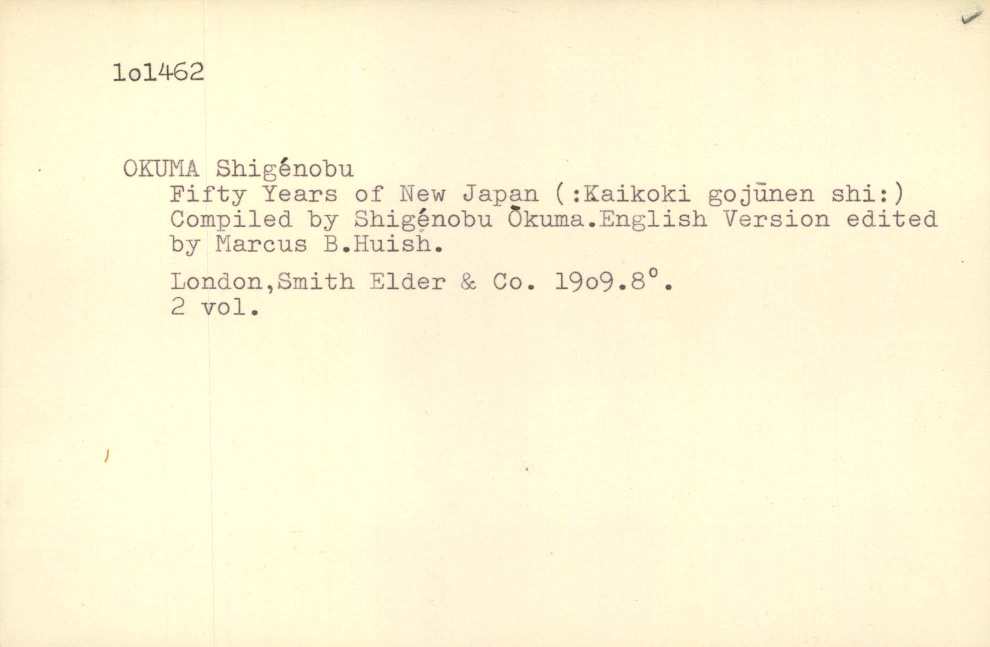 1o1462
OKUMA Shigénobu
Fifty Years of New Japan (:Kaikoki gojūnen shi:)
Compiled by Shigénobu Ōkuma.English Version edited
by Marcus B.Huish.
London,Smith Elder & Co. 19o9.8°.
2 vol.